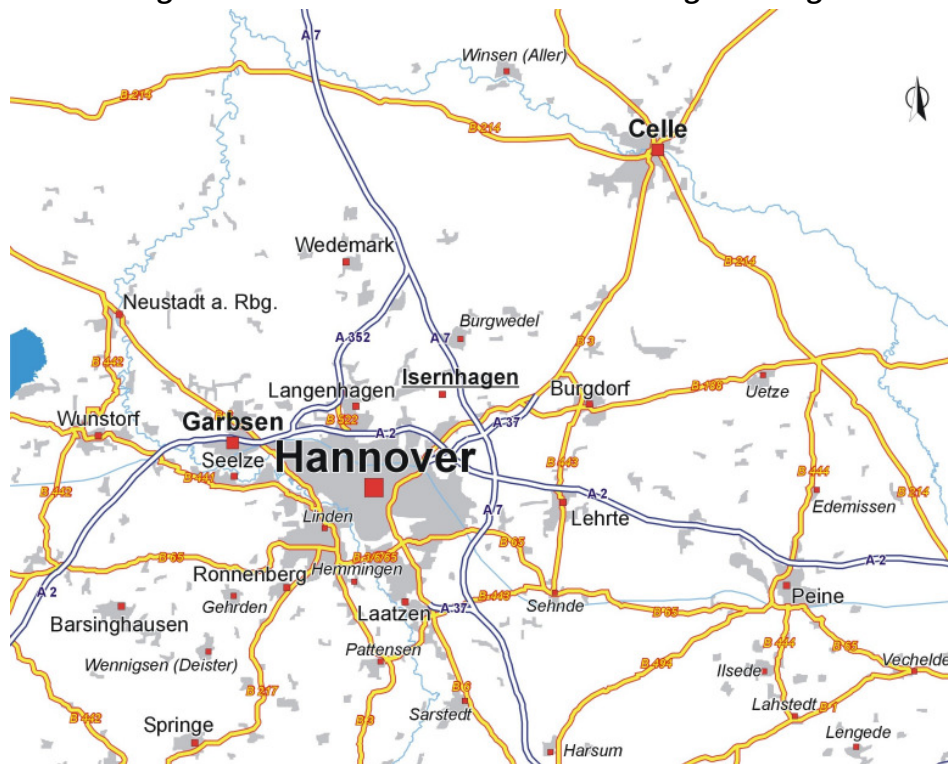 A 7
Winsen (Aller)
B 214
B 214
Celle
Wedemark
B 214
Neustadt a. Rbg.
Burgwedel
A 352
A 7
B 3
B 442
Isernhagen
Langenhagen
Burgdorf
B 188
Uetze
Wunstorf
Garbsen
B 522
A 37
A 2
Hannover
Seelze
B 441
B 443
B 444
B 442
A 2
B 214
Edemissen
Linden
A 7
Lehrte
B 65
B 65
A 2
Ronnenberg
Hemmingen
A 2
Gehrden
Laatzen
A 37
B 443
Sehnde
Peine
Barsinghausen
B 65
B 444
B 65
Pattensen
Wennigsen (Deister)
B 494
Ilsede
Vechelde
B 217
B 6
B 442
Springe
B 3
Sarstedt
Lahstedt
B 1
Harsum
Lengede